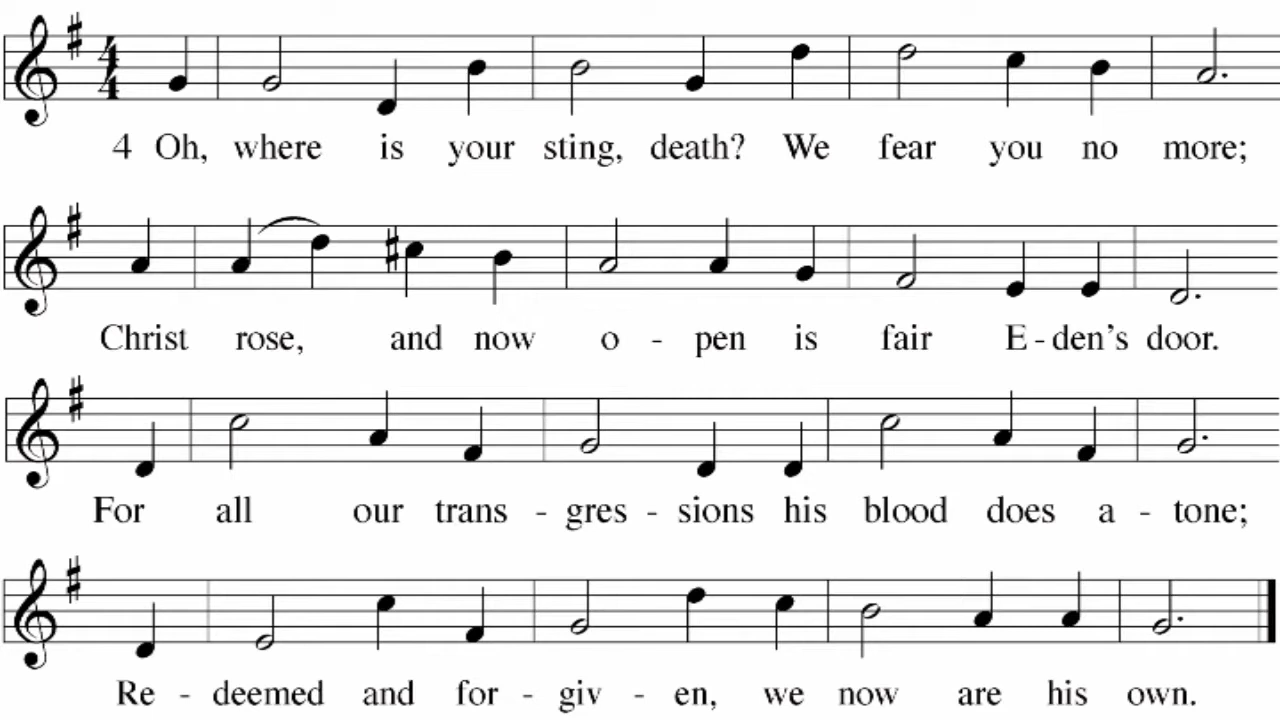 4 Oh, where is your sting, death? We fear you no more;
Christ rose, and now o - pen is fair E - den's door.
For all our trans - gres - sions his blood does a - tone;
Re - deemed and for - giv - en, we now are his own.